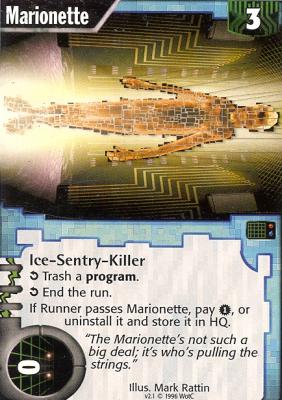 Marionette
3
Ice-Sentry-Killer
Trash a program.
End the run.
If Runner passes Marionette, pay , or
uninstall it and store it in HQ.
"The Marionette's not such a
big deal; it's who's pulling the
strings."
0
Illus. Mark Rattin
v2.1 © 1996 WotC